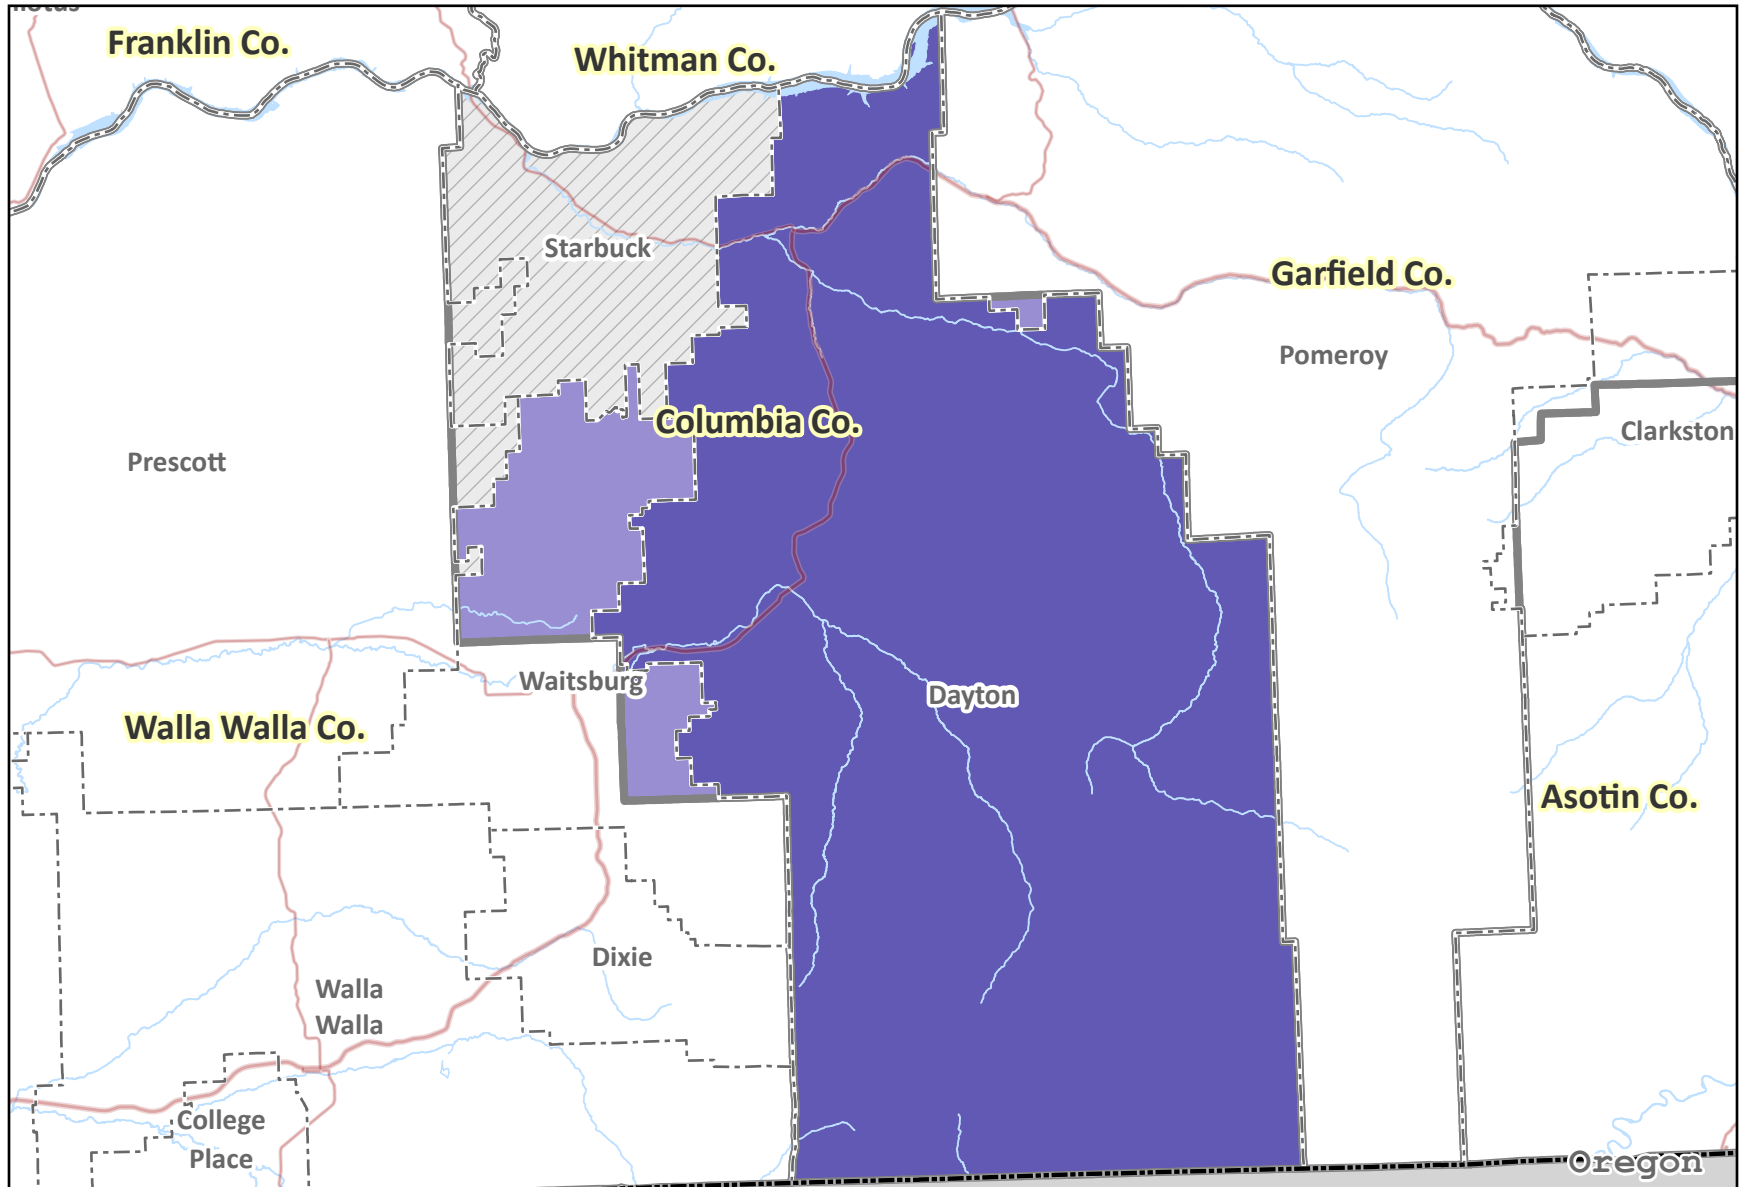 Franklin Co.
Whitman Co.
Starbuck
Garfield Co.
Pomeroy
Columbia Co.
Clarkston
Prescott
Waitsburg
Dayton
Walla Walla Co.
Asotin Co.
Dixie
Walla
Walla
College
Place
Oregon